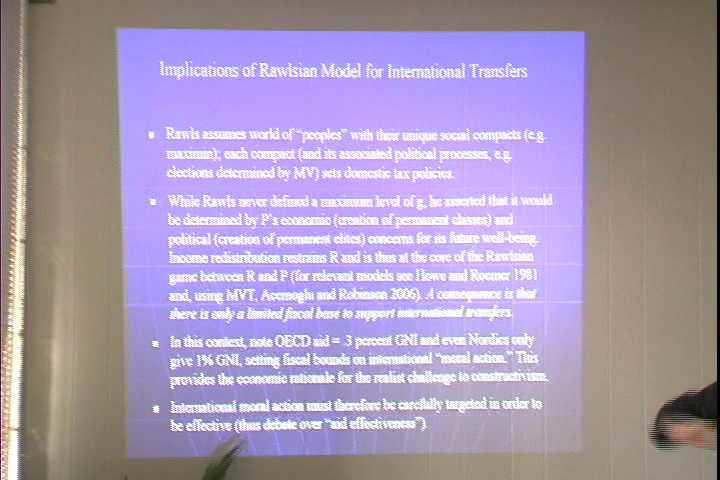 Implications of Rawlsian Model for International Transfers
Rawls assumes world of "peoples" with their unique social compacts (e.g.
maximin); each compact (and its associated political processes, e.g.
elections determined by MV) sets domestic tax policies.
While Rawls never defined a maximum level of g, he asserted that it would
be determined by P's economic (creation of permanent classes) and
political (creation of permanent elites) concerns for its future well-being.
Income redistribution restrains R and is thus at the core of the Rawlsian
game between R and P (for relevant models see Howe and Roemer 1981
and, using MVT, Acemoglu and Robinson 2006). A consequence is that
there is only a limited fiscal base to support international transfers.
In this context, note OECD aid = .3 percent GNI and even Nordics only
give 1% GNI, setting fiscal bounds on international "moral action." This
provides the economic rationale for the realist challenge to constructivism.
International moral action must therefore be carefully targeted in order to
be effective (thus debate over "aid effectiveness")